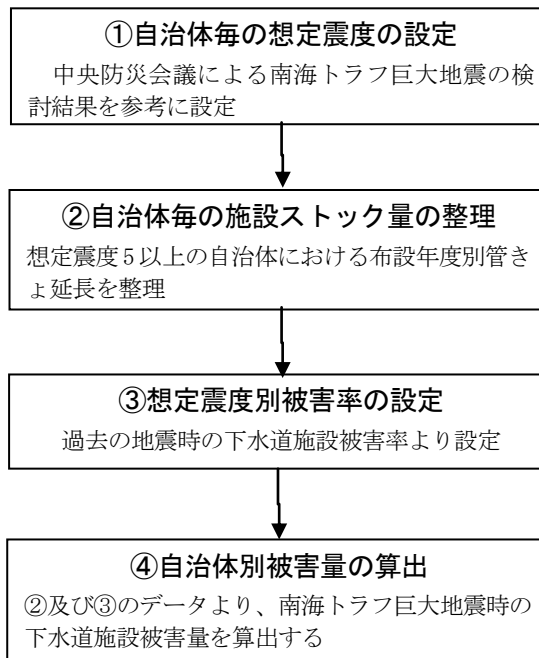 ①自治体毎の想定震度の設定
中央防災会議による南海トラフ巨大地震の検
討結果を参考に設定
②自治体毎の施設ストック量の整理
想定震度5以上の自治体における布設年度別管き
ょ延長を整理
③想定震度別被害率の設定
過去の地震時の下水道施設被害率より設定
④自治体別被害量の算出
②及び③のデータより、南海トラフ巨大地震時の
下水道施設被害量を算出する